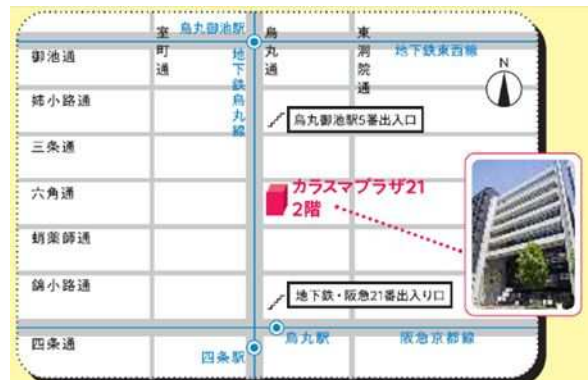 烏丸御池駅
室町通
地下鉄烏丸線
烏丸通
東洞院通
地下鉄東西線
御池通
N
姉小路通
烏丸御池駅5番出入口
三条通
六角通
カラスマプラザ21
2階
蛸薬師通
錦小路通
地下鉄・阪急21番出入り口
四条通
四条駅
烏丸駅
阪急京都線